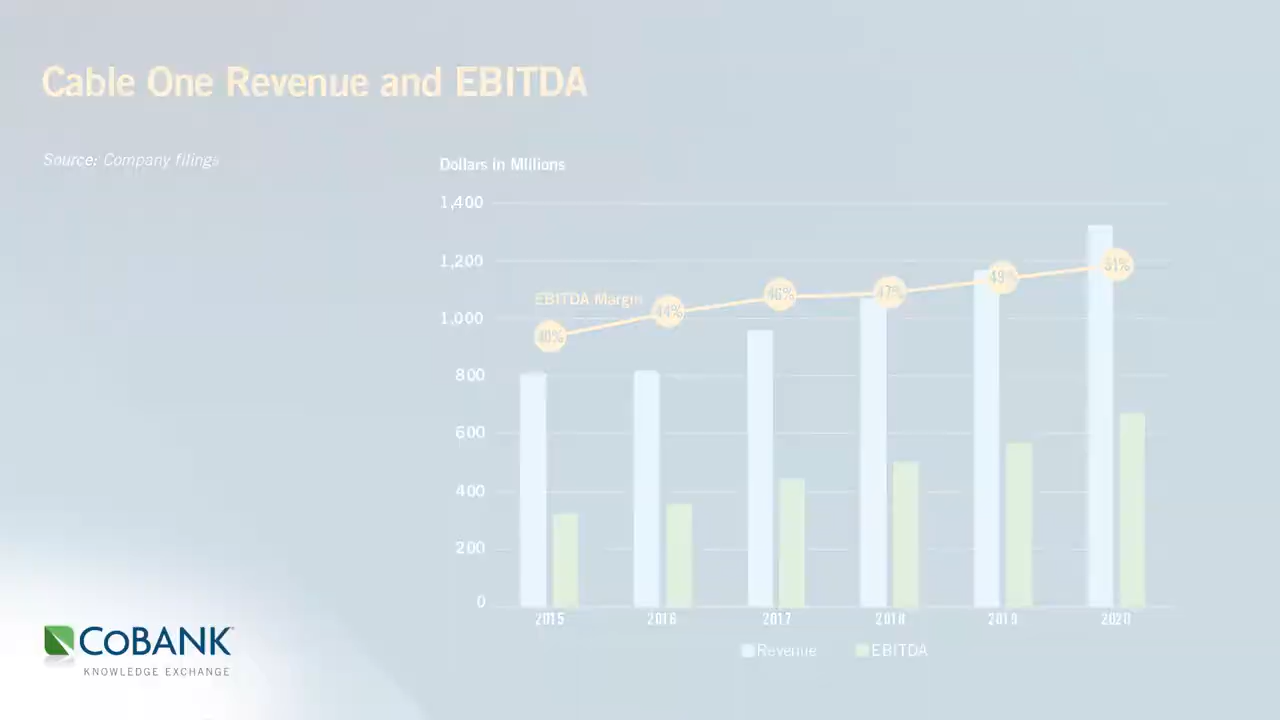 Cable One Revenue and EBITDA
Source: Company filings
Dollars in Millions
1,400
1,200
1,000
800
600
400
200
0
EBITDA Margin
40%
44%
46%
47%
49%
51%
2015
2016
2017
2018
2019
2020
Revenue
EBITDA
COBANK
KNOWLEDGE EXCHANGE